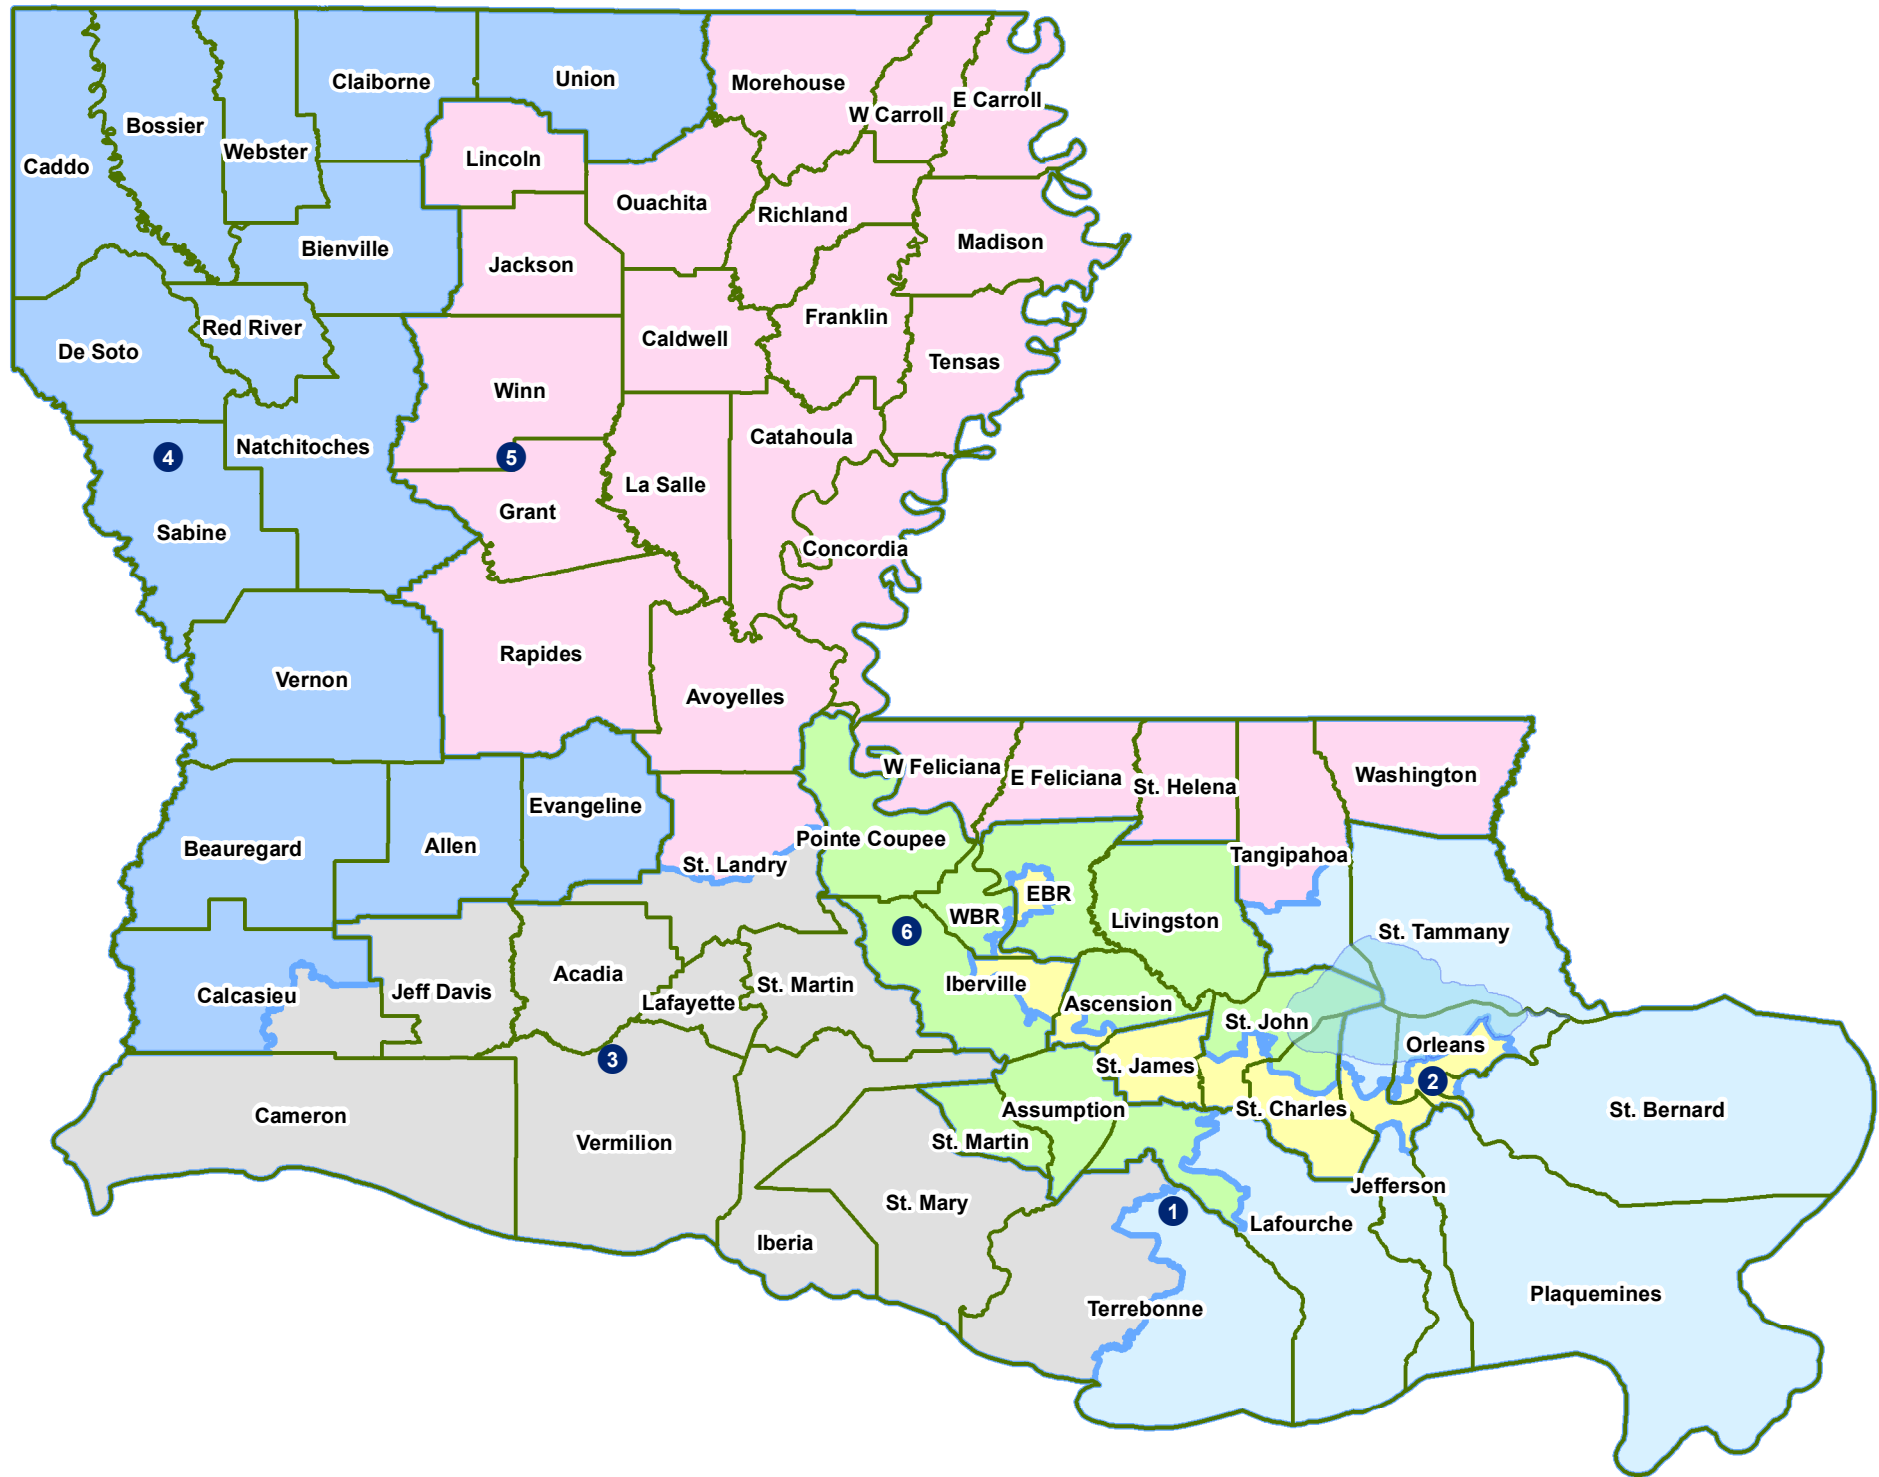 Claiborne
Union
Morehouse
W Carroll
E Carroll
Caddo
Bossier
Webster
Lincoln
Ouachita
Richland
Madison
Bienville
Jackson
Red River
De Soto
Caldwell
Franklin
Tensas
Winn
Natchitoches
4
5
Catahoula
La Salle
Grant
Sabine
Concordia
Rapides
Vernon
Avoyelles
W Feliciana
E Feliciana
St. Helena
Washington
Evangeline
Beauregard
Allen
Pointe Coupee
St. Landry
Tangipahoa
EBR
WBR
Livingston
6
St. Tammany
Acadia
Calcasieu
Jeff Davis
Lafayette
St. Martin
Iberville
Ascension
St. John
Orleans
3
St. James
2
Cameron
Vermilion
Assumption
St. Charles
St. Bernard
St. Martin
Jefferson
St. Mary
1
Lafourche
Iberia
Terrebonne
Plaquemines